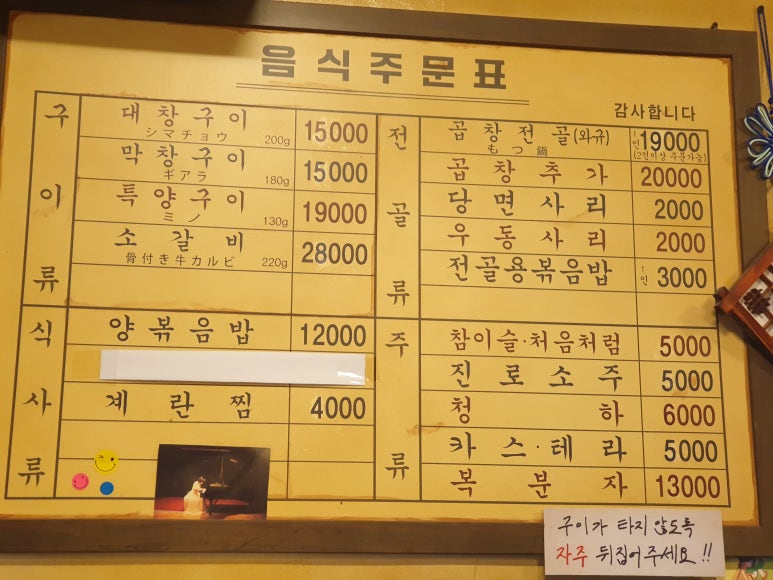 음식주문표
감사합니다
구이류
대창구이 15000
シマチョウ 200g
막창구이 15000
ギアラ 180g
특양구이 19000
ミノ 130g
소갈비 28000
骨付き牛カルビ 220g
식사류
양볶음밥 12000
계란찜 4000
전골류
곱창전골(와규) 1인 19000
もつ鍋 (2인이상 주문가능)
곱창추가 20000
당면사리 2000
우동사리 2000
전골용볶음밥 1인 3000
주류
참이슬·처음처럼 5000
진로소주 5000
청하 6000
카스·테라 5000
복분자 13000
구이가 타지 않도록
자주 뒤집어주세요!!